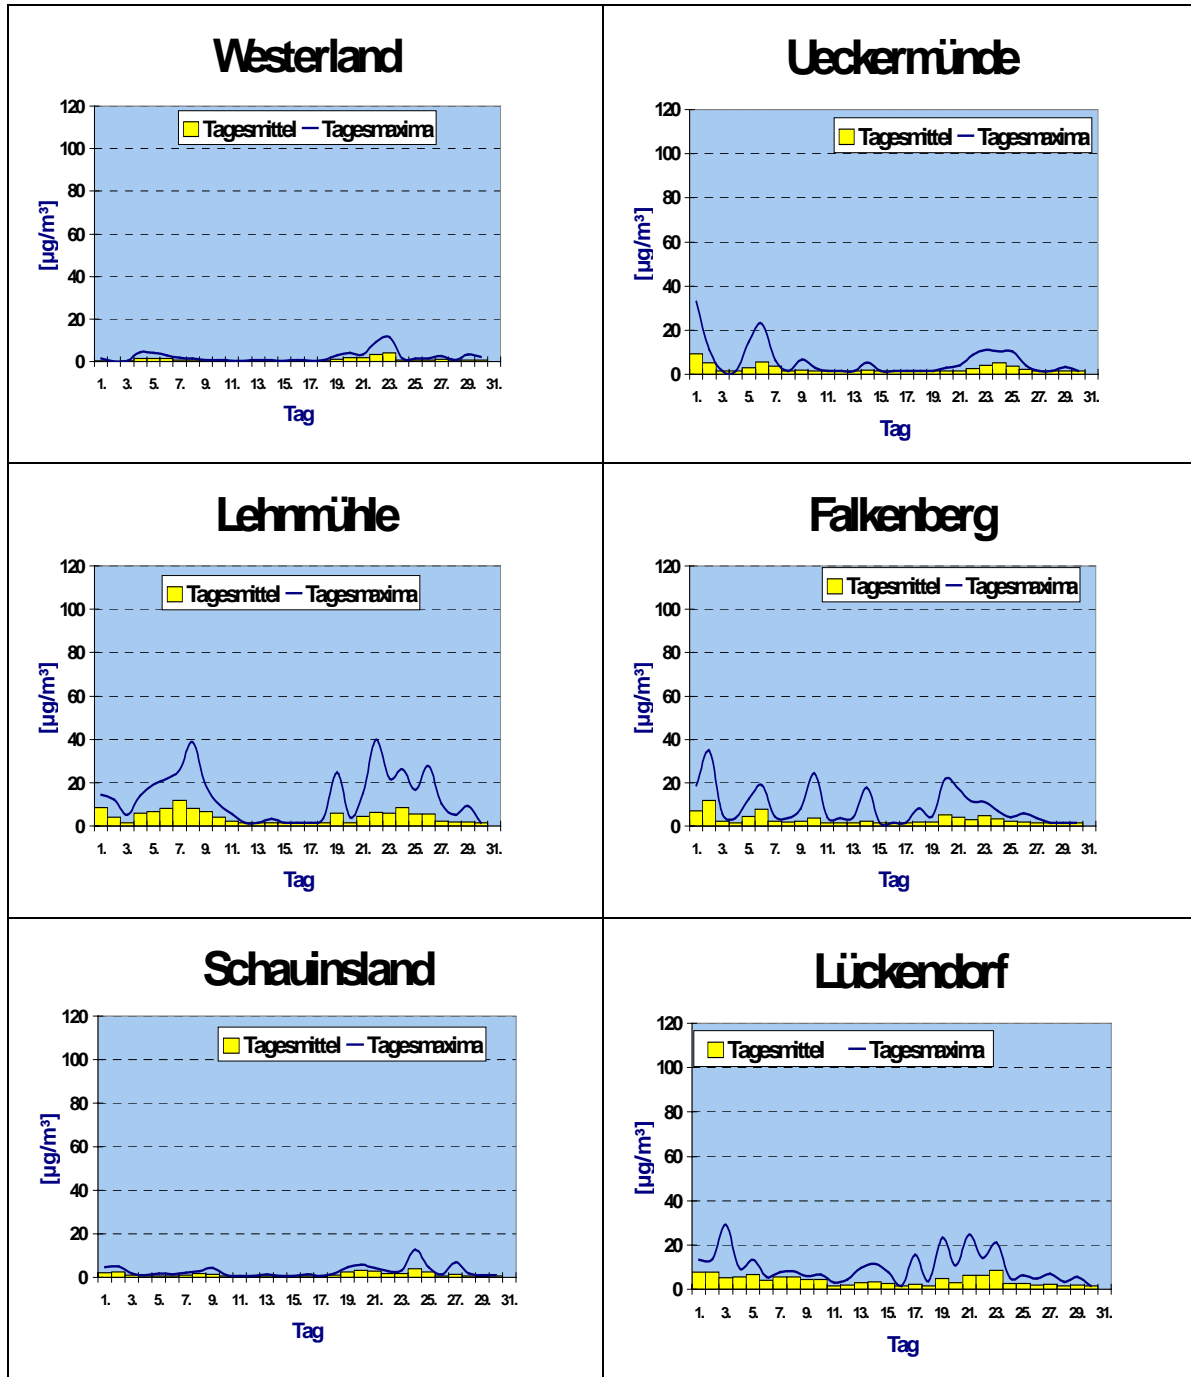 Westerland
120
Tagesmittel Tagesmaxima
100
80
60
40
20
0
[µg/m³]
1. 3. 5. 7. 9. 11. 13. 15. 17. 19. 21. 23. 25. 27. 29. 31.
Tag
Ueckermünde
120
Tagesmittel Tagesmaxima
100
80
60
40
20
0
[µg/m³]
1. 3. 5. 7. 9. 11. 13. 15. 17. 19. 21. 23. 25. 27. 29. 31.
Tag
Lehnmühle
120
Tagesmittel Tagesmaxima
100
80
60
40
20
0
[µg/m³]
1. 3. 5. 7. 9. 11. 13. 15. 17. 19. 21. 23. 25. 27. 29. 31.
Tag
Falkenberg
120
Tagesmittel Tagesmaxima
100
80
60
40
20
0
[µg/m³]
1. 3. 5. 7. 9. 11. 13. 15. 17. 19. 21. 23. 25. 27. 29. 31.
Tag
Schauinsland
120
Tagesmittel Tagesmaxima
100
80
60
40
20
0
[µg/m³]
1. 3. 5. 7. 9. 11. 13. 15. 17. 19. 21. 23. 25. 27. 29. 31.
Tag
Lückendorf
120
Tagesmittel Tagesmaxima
100
80
60
40
20
0
[µg/m³]
1. 3. 5. 7. 9. 11. 13. 15. 17. 19. 21. 23. 25. 27. 29. 31.
Tag